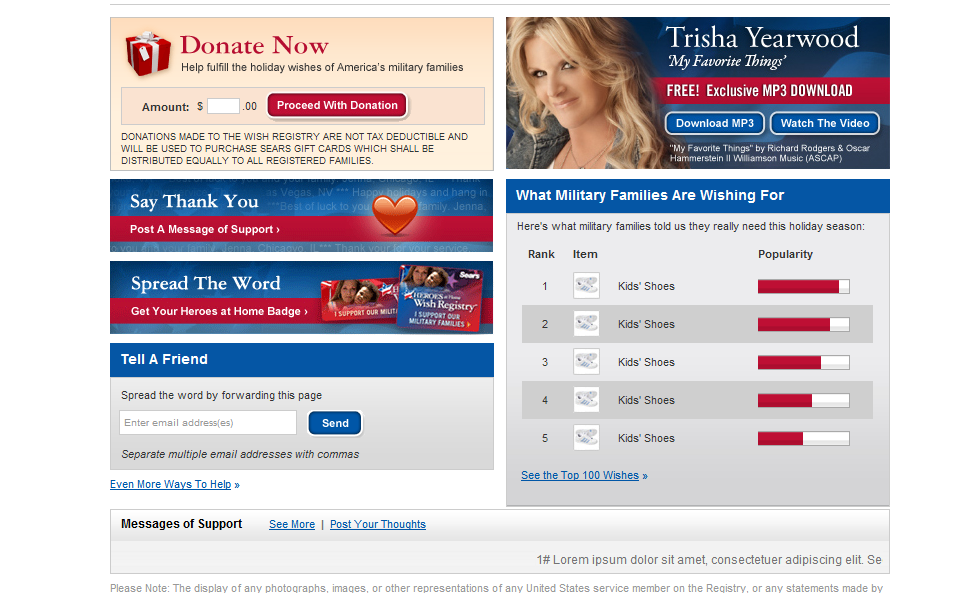 Donate Now
Help fulfill the holiday wishes of America's military families
Amount: $ .00 Proceed With Donation
DONATIONS MADE TO THE WISH REGISTRY ARE NOT TAX DEDUCTIBLE AND
WILL BE USED TO PURCHASE SEARS GIFT CARDS WHICH SHALL BE
DISTRIBUTED EQUALLY TO ALL REGISTERED FAMILIES.
Trisha Yearwood
'My Favorite Things'
FREE! Exclusive MP3 DOWNLOAD
Download MP3 Watch The Video
"My Favorite Things" by Richard Rodgers & Oscar
Hammerstein II Williamson Music (ASCAP)
Say Thank You
Post A Message of Support ›
Spread The Word
Get Your Heroes at Home Badge ›
Sears
HEROES at Home
Wish Registry
I SUPPORT OUR
MILITARY FAMILIES
I SUPPORT OUR MILIT
Tell A Friend
Spread the word by forwarding this page
Enter email address(es) Send
Separate multiple email addresses with commas
Even More Ways To Help »
What Military Families Are Wishing For
Here's what military families told us they really need this holiday season:
Rank Item Popularity
1 Kids' Shoes
2 Kids' Shoes
3 Kids' Shoes
4 Kids' Shoes
5 Kids' Shoes
See the Top 100 Wishes »
Messages of Support See More | Post Your Thoughts
1# Lorem ipsum dolor sit amet, consectetuer adipiscing elit. Se
Please Note: The display of any photographs, images, or other representations of any United States service member on the Registry, or any statements made by